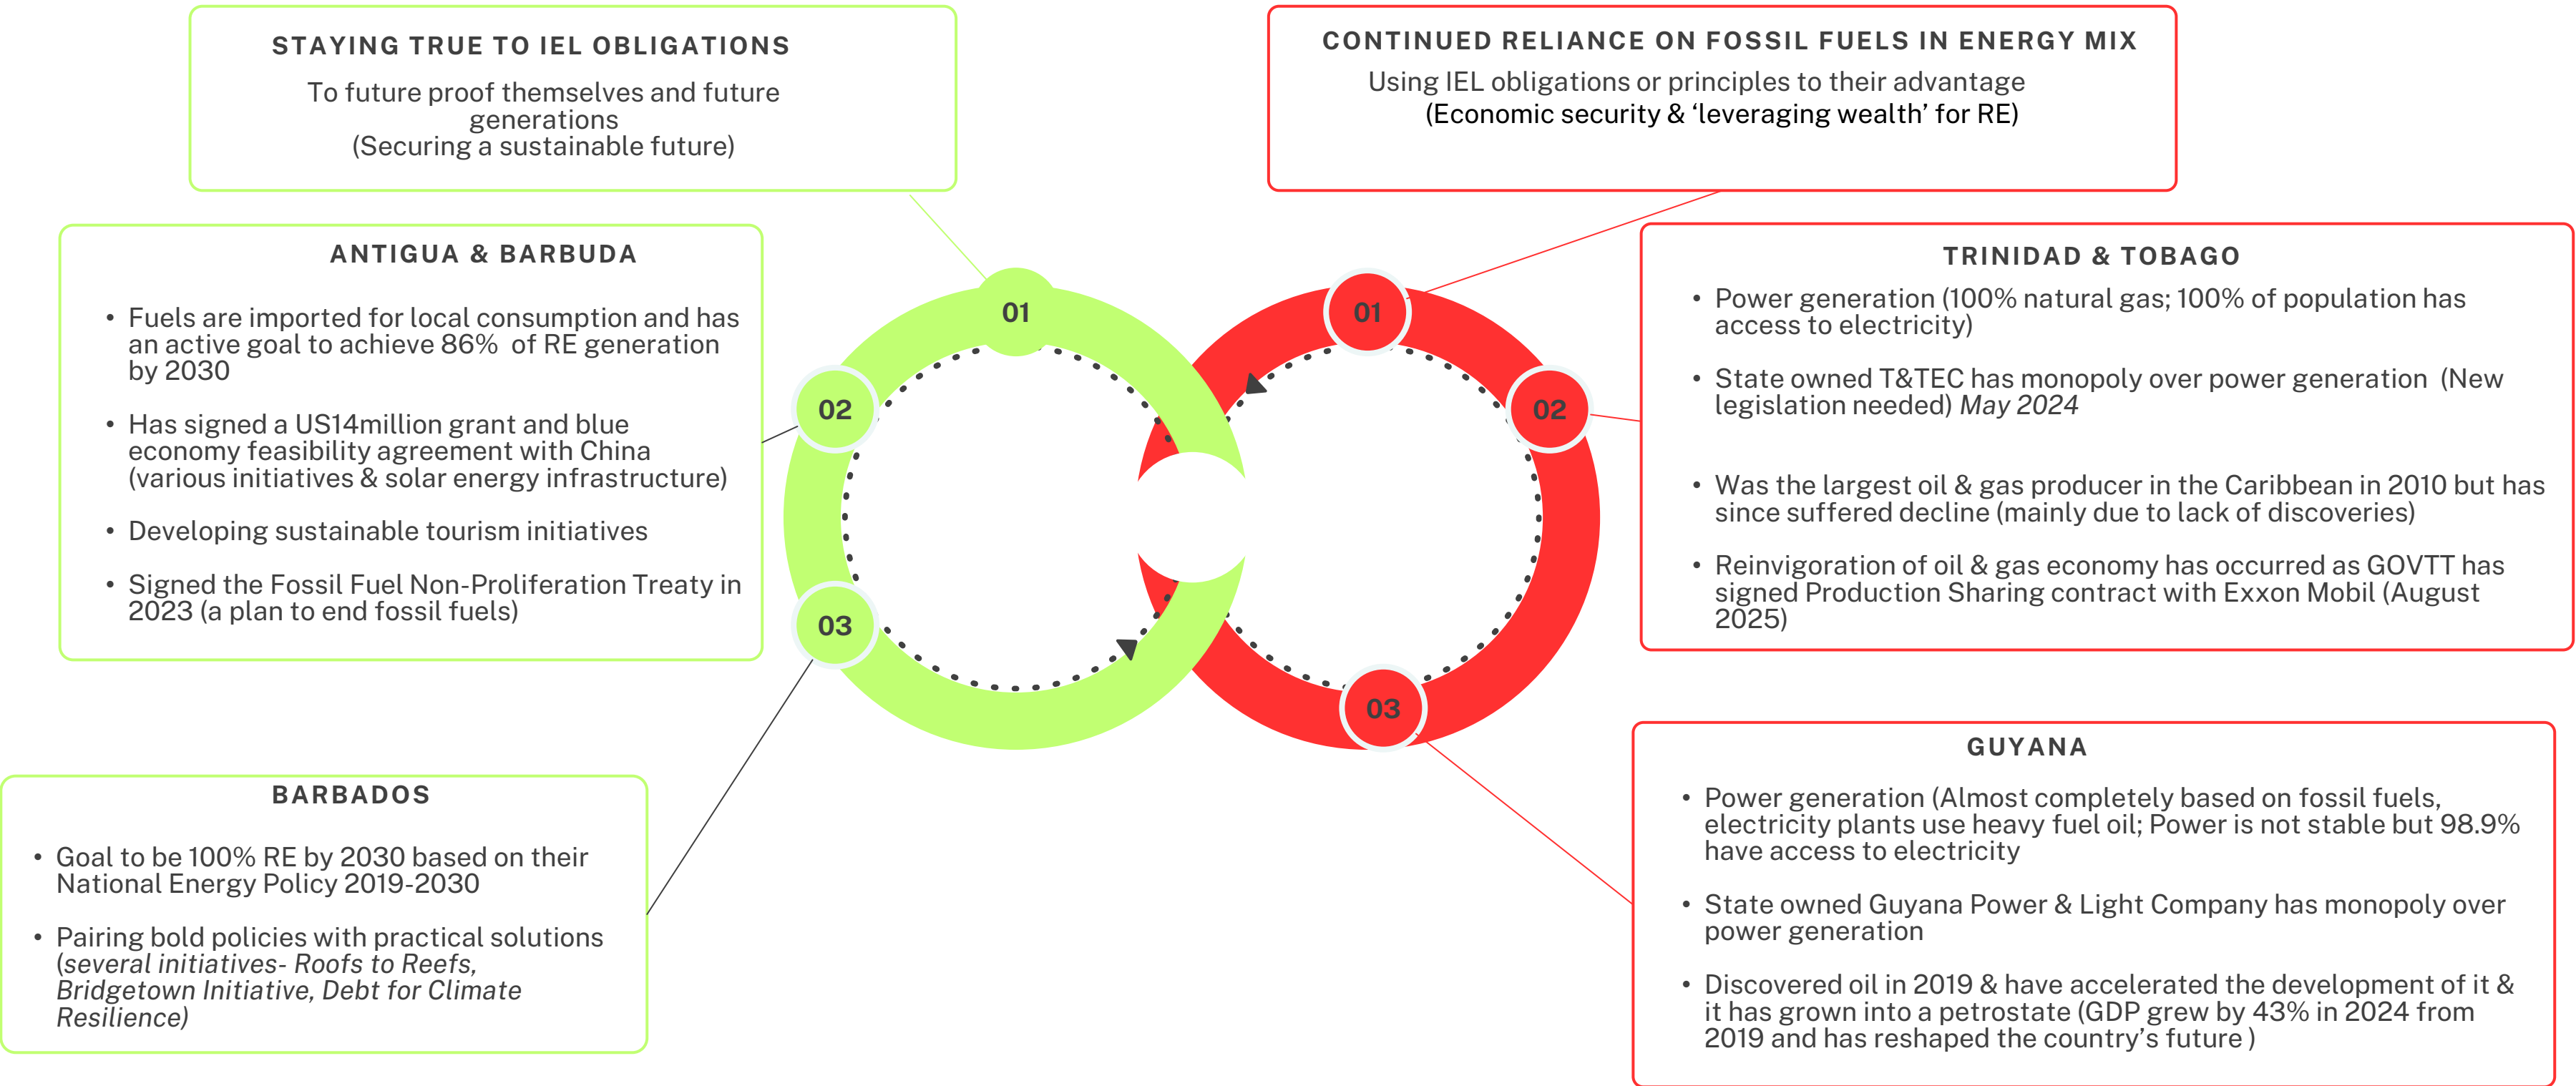 STAYING TRUE TO IEL OBLIGATIONS
To future proof themselves and future
generations
(Securing a sustainable future)
CONTINUED RELIANCE ON FOSSIL FUELS IN ENERGY MIX
Using IEL obligations or principles to their advantage
(Economic security & ‘leveraging wealth’ for RE)
ANTIGUA & BARBUDA
• Fuels are imported for local consumption and has
an active goal to achieve 86% of RE generation
by 2030
• Has signed a US14million grant and blue
economy feasibility agreement with China
(various initiatives & solar energy infrastructure)
• Developing sustainable tourism initiatives
• Signed the Fossil Fuel Non-Proliferation Treaty in
2023 (a plan to end fossil fuels)
01
02
03
01
02
03
TRINIDAD & TOBAGO
• Power generation (100% natural gas; 100% of population has
access to electricity)
• State owned T&TEC has monopoly over power generation (New
legislation needed) May 2024
• Was the largest oil & gas producer in the Caribbean in 2010 but has
since suffered decline (mainly due to lack of discoveries)
• Reinvigoration of oil & gas economy has occurred as GOVTT has
signed Production Sharing contract with Exxon Mobil (August
2025)
BARBADOS
• Goal to be 100% RE by 2030 based on their
National Energy Policy 2019-2030
• Pairing bold policies with practical solutions
(several initiatives- Roofs to Reefs,
Bridgetown Initiative, Debt for Climate
Resilience)
GUYANA
• Power generation (Almost completely based on fossil fuels,
electricity plants use heavy fuel oil; Power is not stable but 98.9%
have access to electricity
• State owned Guyana Power & Light Company has monopoly over
power generation
• Discovered oil in 2019 & have accelerated the development of it &
it has grown into a petrostate (GDP grew by 43% in 2024 from
2019 and has reshaped the country’s future )